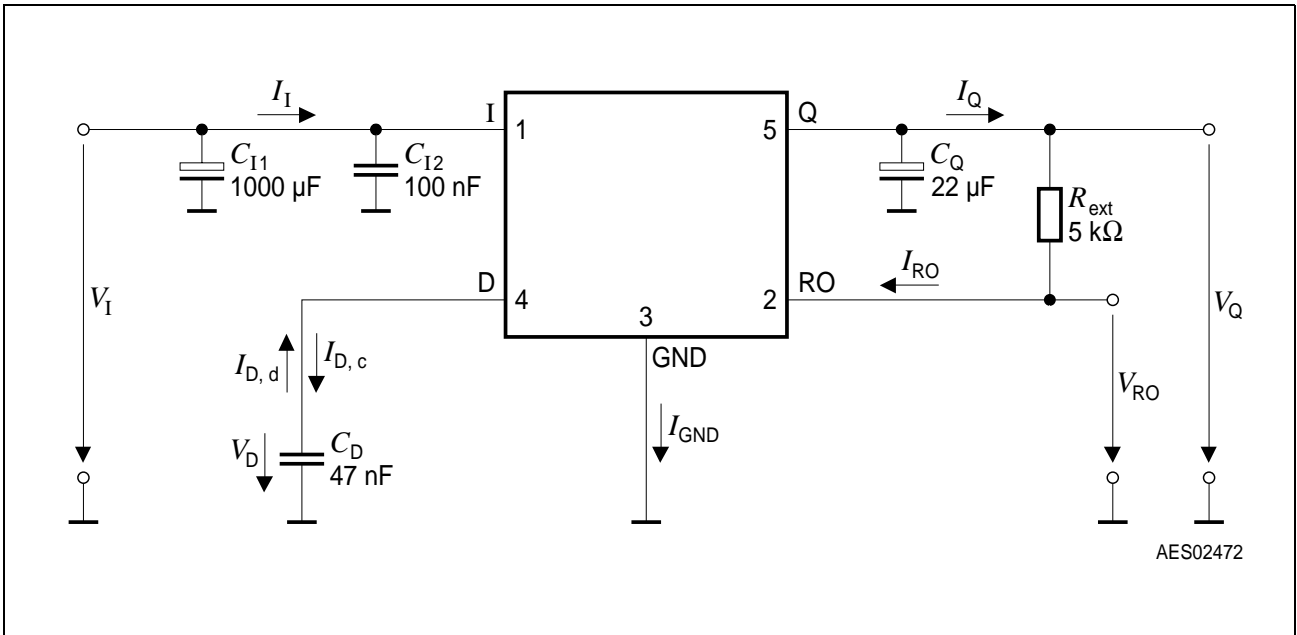 I_I
I
1
C_I1
1000 µF
C_I2
100 nF
Q
5
I_Q
C_Q
22 µF
R_ext
5 kΩ
D
4
I_RO
RO
2
3
GND
V_I
I_D, d
I_D, c
V_D
C_D
47 nF
I_GND
V_RO
V_Q
AES02472